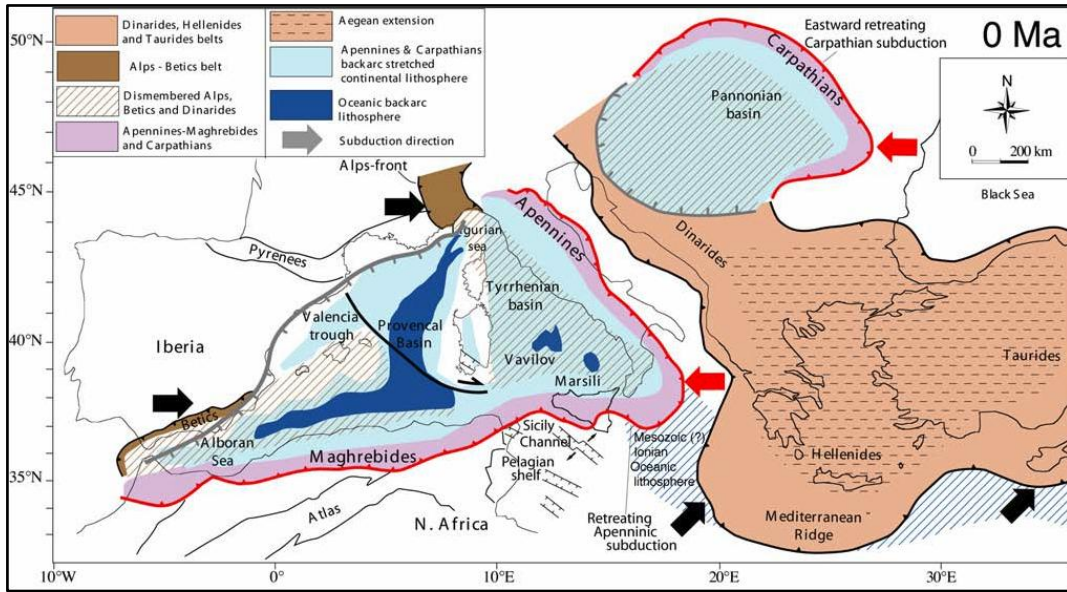 Dinarides, Hellenides
and Taurides belts
Alps - Betics belt
Dismembered Alps,
Betics and Dinarides
Apennines-Maghrebides
and Carpathians
Aegean extension
Apennines & Carpathians
backarc stretched
continental lithosphere
Oceanic backarc
lithosphere
Subduction direction
Eastward retreating
Carpathian subduction
0 Ma
N
0 200 km
Black Sea
50°N
45°N
40°N
35°N
10°W
0°
10°E
20°E
30°E
Carpathians
Pannonian
basin
Alps-front
Ligurian
sea
Apennines
Dinarides
Pyrenees
Tyrrhenian
basin
Valencia
trough
Provençal
Basin
Iberia
Vavilov
Marsili
Taurides
Betics
Alboran
Sea
Maghrebides
Sicily
Channel
Pelagian
shelf
Mesozoic (?)
Ionian
Oceanic
lithosphere
Hellenides
Atlas
N. Africa
Retreating
Apenninic
subduction
Mediterranean
Ridge